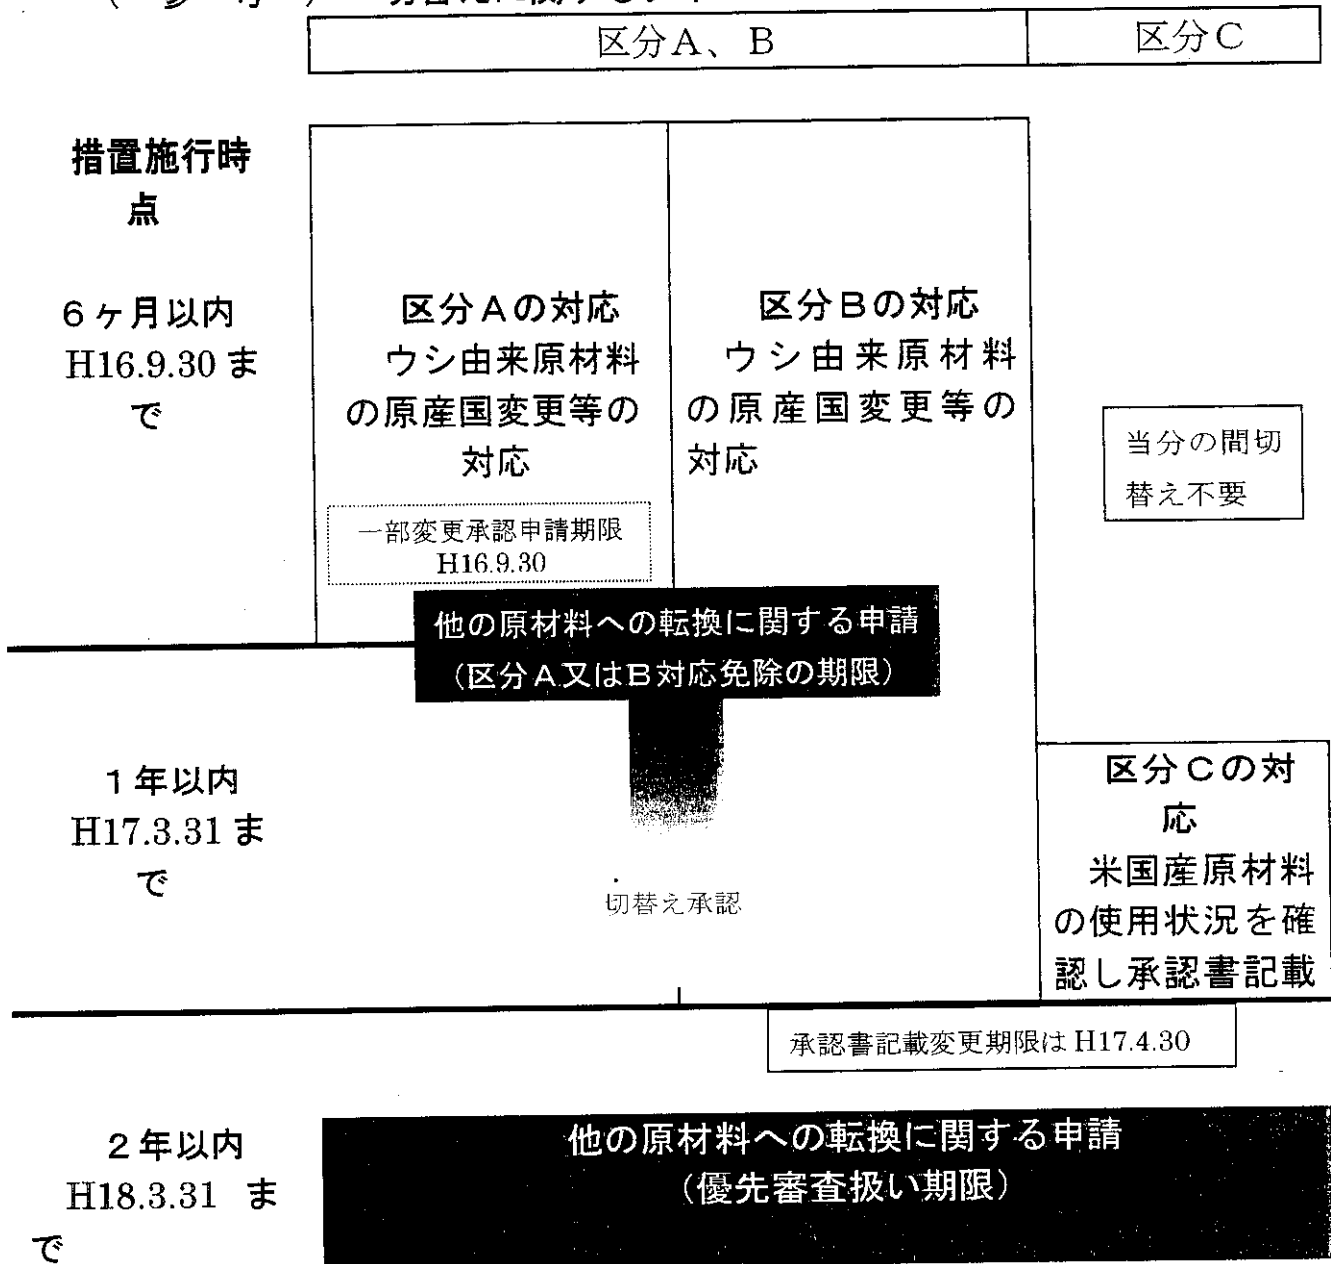 区分A、B
区分C
措置施行時
点
6ヶ月以内
H16.9.30 ま
で
区分Aの対応
ウシ由来原材料
の原産国変更等の
対応
一部変更承認申請期限
H16.9.30
区分Bの対応
ウシ由来原材料
の原産国変更等の
対応
当分の間切
替え不要
他の原材料への転換に関する申請
(区分A又はB対応免除の期限)
1年以内
H17.3.31 ま
で
切替え承認
区分Cの対
応
米国産原材料
の使用状況を確
認し承認書記載
承認書記載変更期限は H17.4.30
2年以内
H18.3.31 ま
で
他の原材料への転換に関する申請
(優先審査扱い期限)